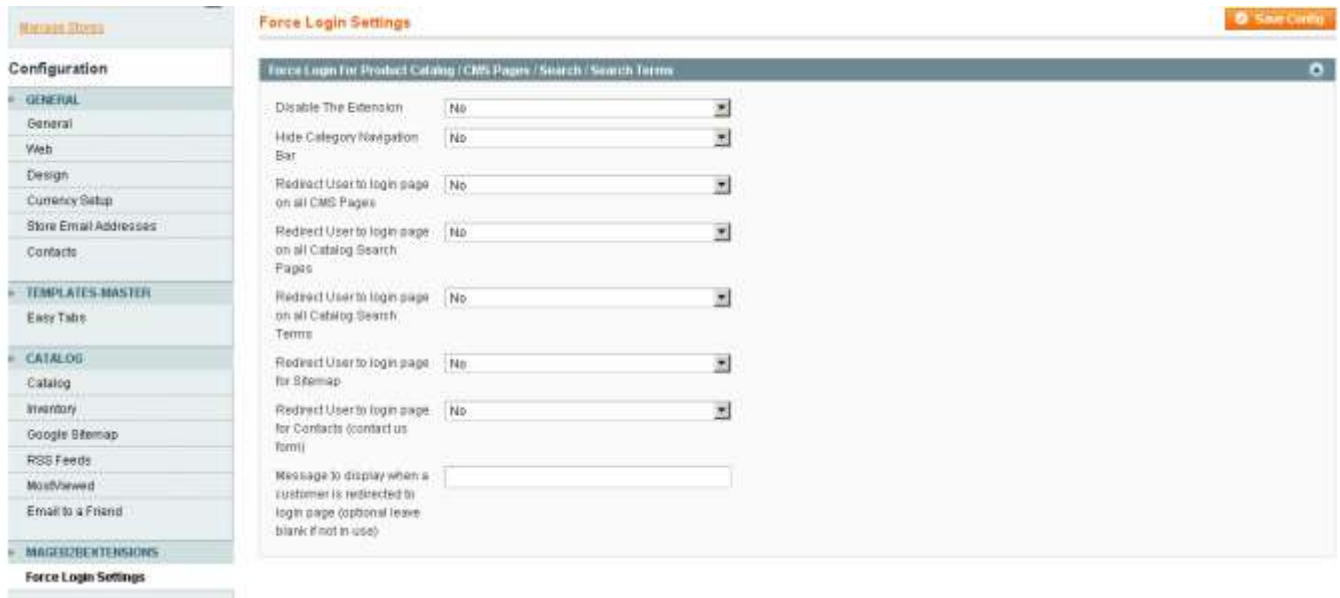 Manage Stores
Configuration
GENERAL
General
Web
Design
Currency Setup
Store Email Addresses
Contacts
TEMPLATES-MASTER
Easy Tabs
CATALOG
Catalog
Inventory
Google Sitemap
RSS Feeds
MostViewed
Email to a Friend
MAGEB2BEXTENSIONS
Force Login Settings
Force Login Settings
Save Config
Force Login For Product Catalog / CMS Pages / Search / Search Terms
Disable The Extension
No
Hide Category Navigation
Bar
No
Redirect User to login page
on all CMS Pages
No
Redirect User to login page
on all Catalog Search
Pages
No
Redirect User to login page
on all Catalog Search
Terms
No
Redirect User to login page
for Sitemap
No
Redirect User to login page
for Contacts (contact us
form)
No
Message to display when a
customer is redirected to
login page (optional leave
blank if not in use)